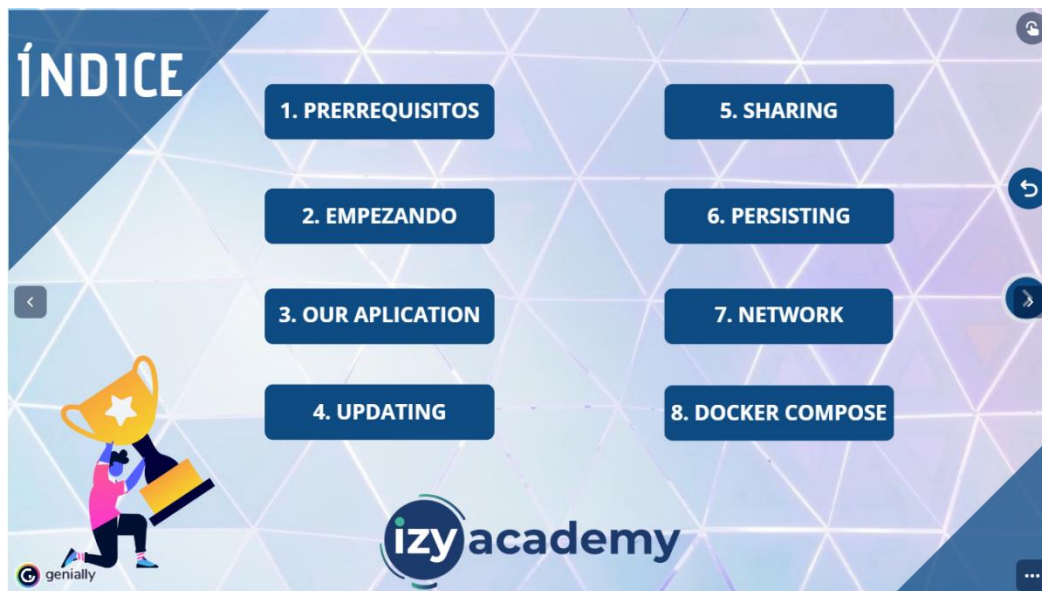 ÍNDICE
1. PRERREQUISITOS
2. EMPEZANDO
3. OUR APLICATION
4. UPDATING
5. SHARING
6. PERSISTING
7. NETWORK
8. DOCKER COMPOSE
izy academy
genially